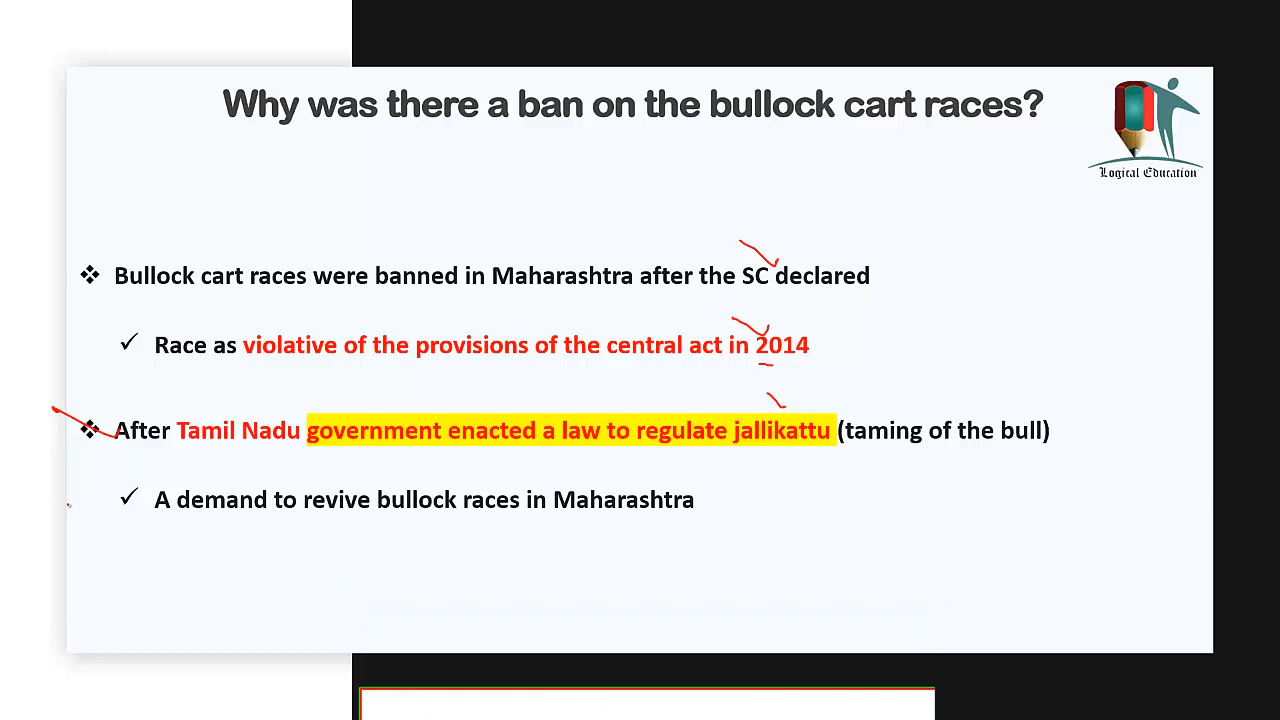 Why was there a ban on the bullock cart races?
Logical Education
❖ Bullock cart races were banned in Maharashtra after the SC declared
✓ Race as violative of the provisions of the central act in 2014
❖ After Tamil Nadu government enacted a law to regulate jallikattu (taming of the bull)
✓ A demand to revive bullock races in Maharashtra